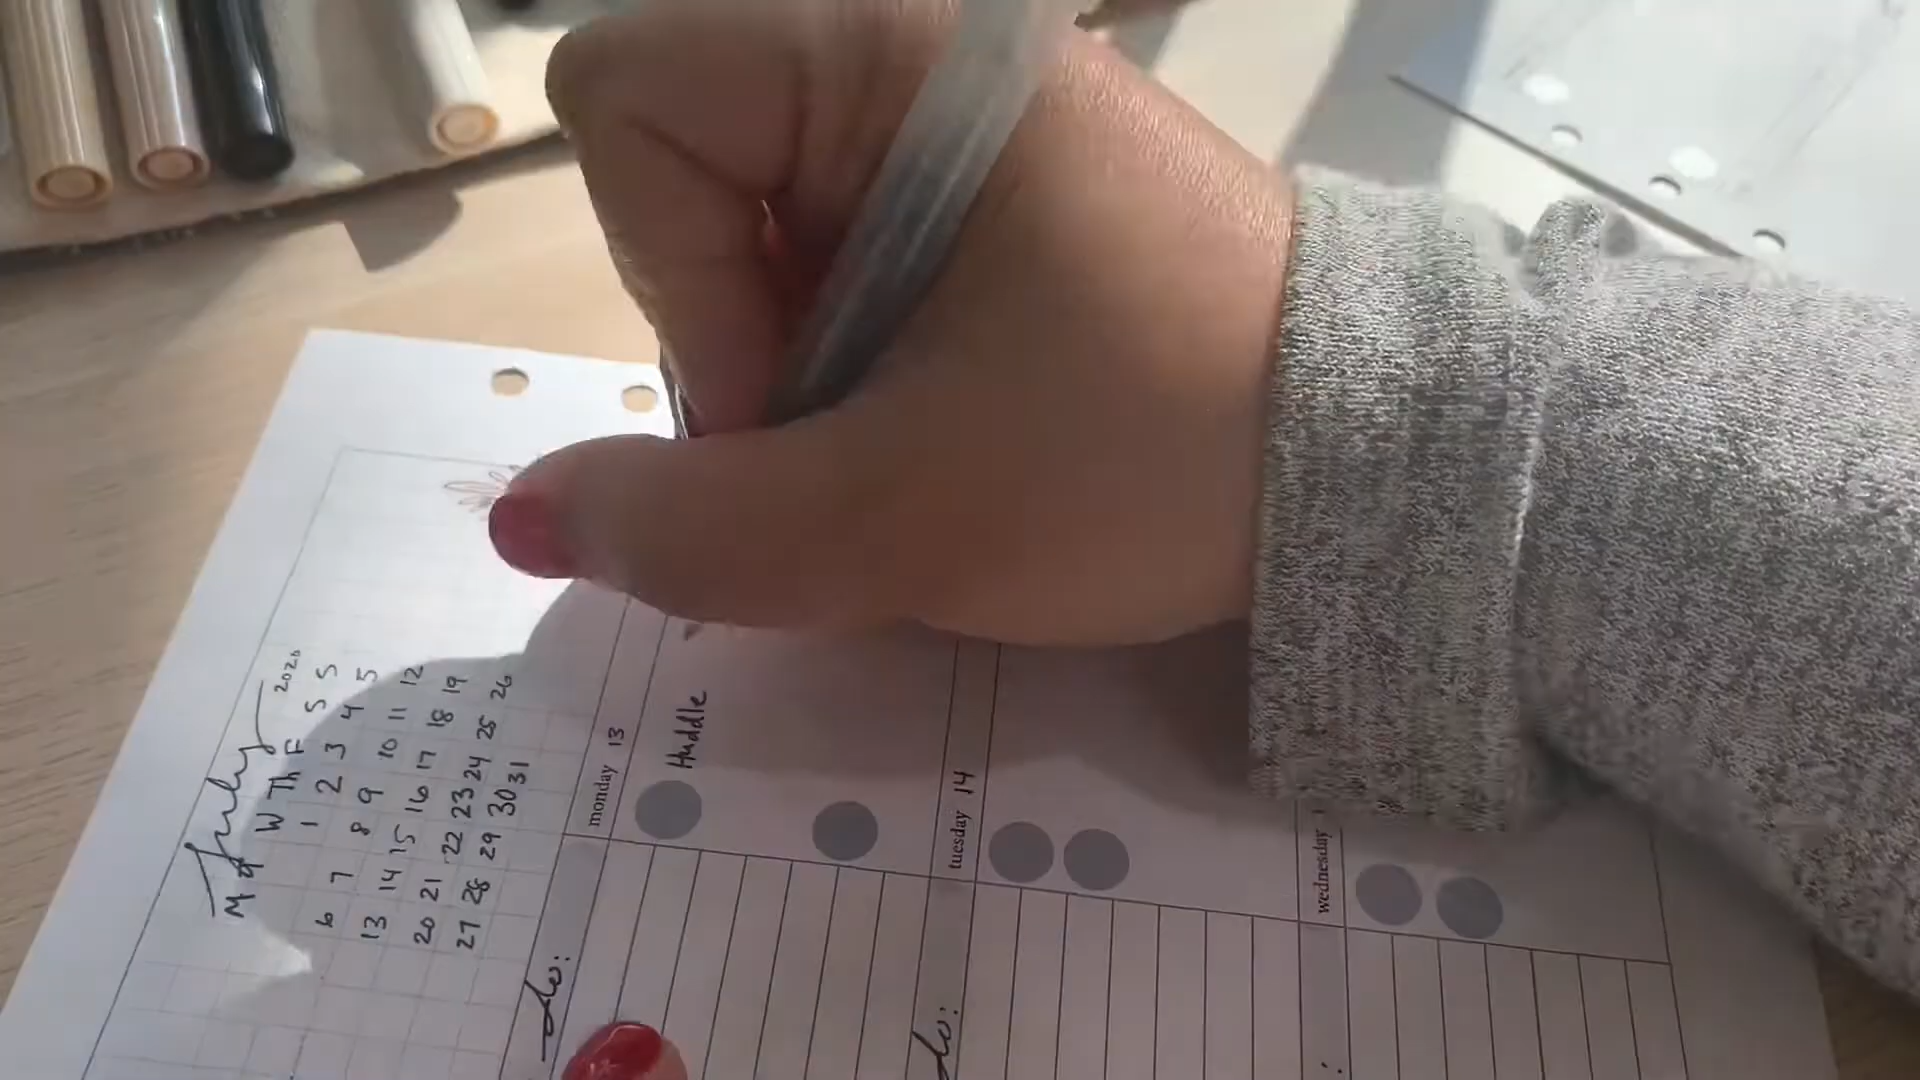 July 2020
M T W Th F S S
1 2 3 4 5
6 7 8 9 10 11 12
13 14 15 16 17 18 19
20 21 22 23 24 25 26
27 28 29 30 31
do:
monday 13
Huddle
do:
tuesday 14
wednesday